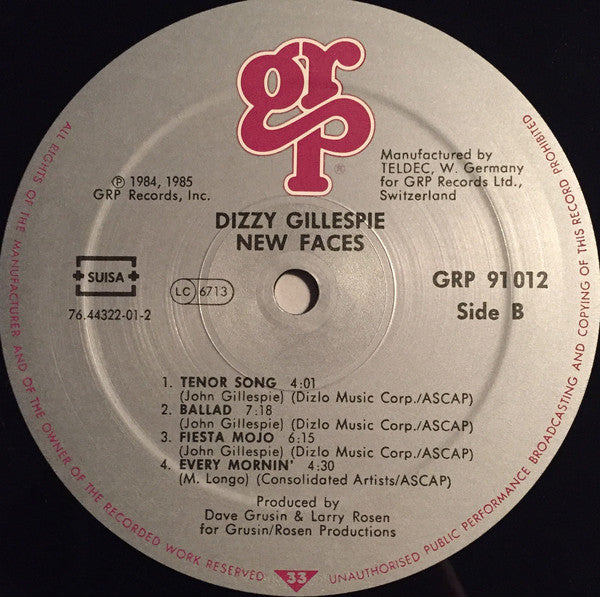 grp
®
℗ 1984, 1985
GRP Records, Inc.
Manufactured by
TELDEC, W. Germany
for GRP Records Ltd.,
Switzerland
DIZZY GILLESPIE
NEW FACES
SUISA
LC 6713
76.44322-01-2
GRP 91 012
Side B
1. TENOR SONG 4:01
(John Gillespie) (Dizlo Music Corp./ASCAP)
2. BALLAD 7:18
(John Gillespie) (Dizlo Music Corp./ASCAP)
3. FIESTA MOJO 6:15
(John Gillespie) (Dizlo Music Corp./ASCAP)
4. EVERY MORNIN' 4:30
(M. Longo) (Consolidated Artists/ASCAP)
Produced by
Dave Grusin & Larry Rosen
for Grusin/Rosen Productions
ALL RIGHTS OF THE MANUFACTURER AND OF THE OWNER OF THE RECORDED WORK RESERVED
33
UNAUTHORISED PUBLIC PERFORMANCE BROADCASTING AND COPYING OF THIS RECORD PROHIBITED